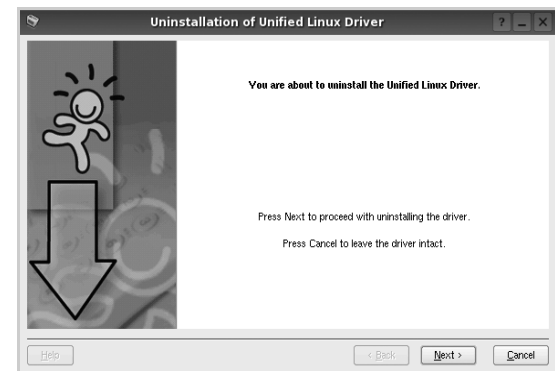 Uninstallation of Unified Linux Driver
You are about to uninstall the Unified Linux Driver.
Press Next to proceed with uninstalling the driver.
Press Cancel to leave the driver intact.
Help
< Back
Next >
Cancel